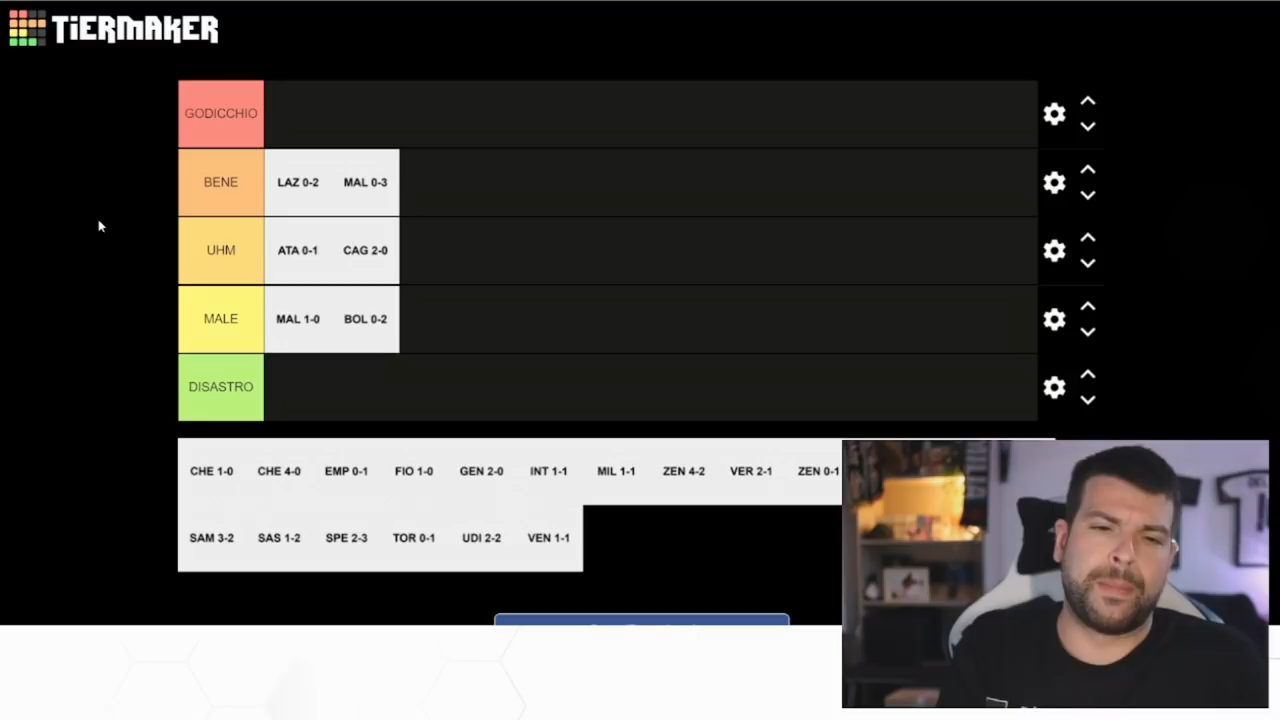 TiERMAKER
GODICCHIO
BENE LAZ 0-2 MAL 0-3
UHM ATA 0-1 CAG 2-0
MALE MAL 1-0 BOL 0-2
DISASTRO
CHE 1-0 CHE 4-0 EMP 0-1 FIO 1-0 GEN 2-0 INT 1-1 MIL 1-1 ZEN 4-2 VER 2-1 ZEN 0-1
SAM 3-2 SAS 1-2 SPE 2-3 TOR 0-1 UDI 2-2 VEN 1-1